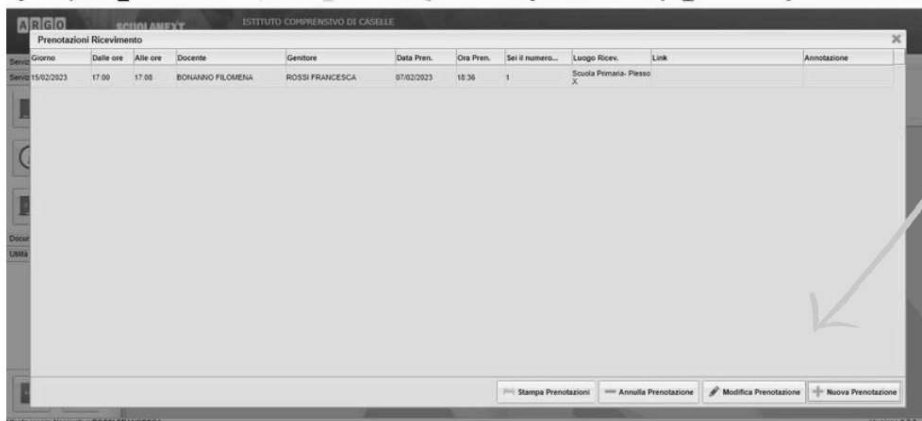 ARGO SCUOLANEXT ISTITUTO COMPRENSIVO DI CASELLE
Prenotazioni Ricevimento
Giorno Dalle ore Alle ore Docente Genitore Data Pren. Ora Pren. Sei il numero... Luogo Ricev. Link Annotazione
15/02/2023 17:00 17:08 BONANNO FILOMENA ROSSI FRANCESCA 07/02/2023 18:36 1 Scuola Primaria- Plesso
X
Docu
Utilità
Stampa Prenotazioni Annulla Prenotazione Modifica Prenotazione Nuova Prenotazione